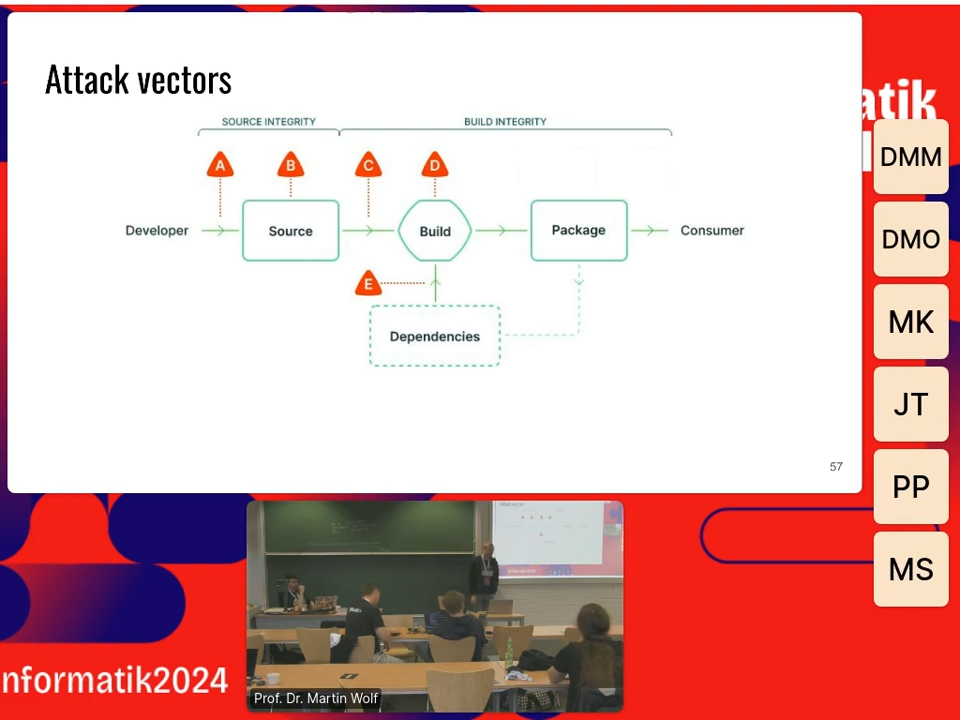 Attack vectors
SOURCE INTEGRITY
BUILD INTEGRITY
A
B
C
D
Developer
Source
Build
Package
Consumer
E
Dependencies
57
atik
DMM
DMO
MK
JT
PP
MS
nformatik2024
Prof. Dr. Martin Wolf